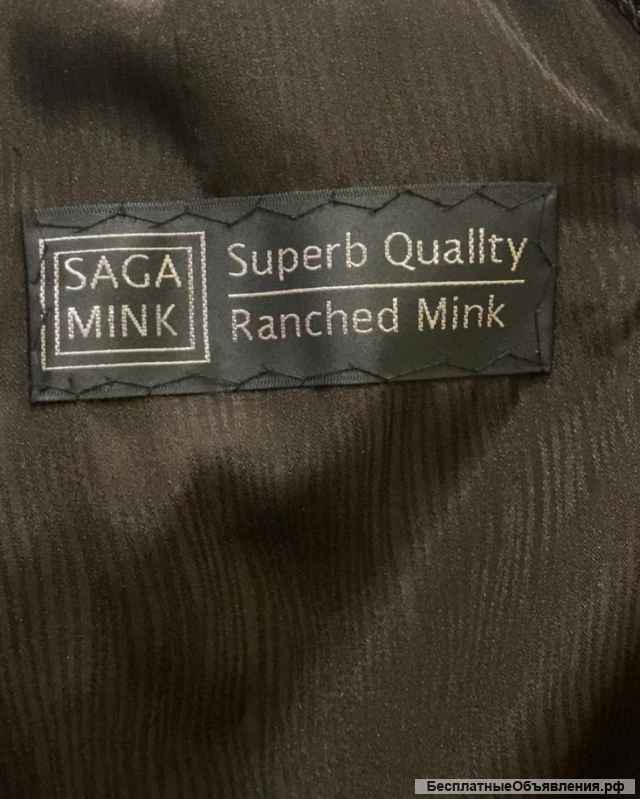 SAGA
MINK
Superb Quallty
Ranched Mink
БесплатныеОбъявления.рф